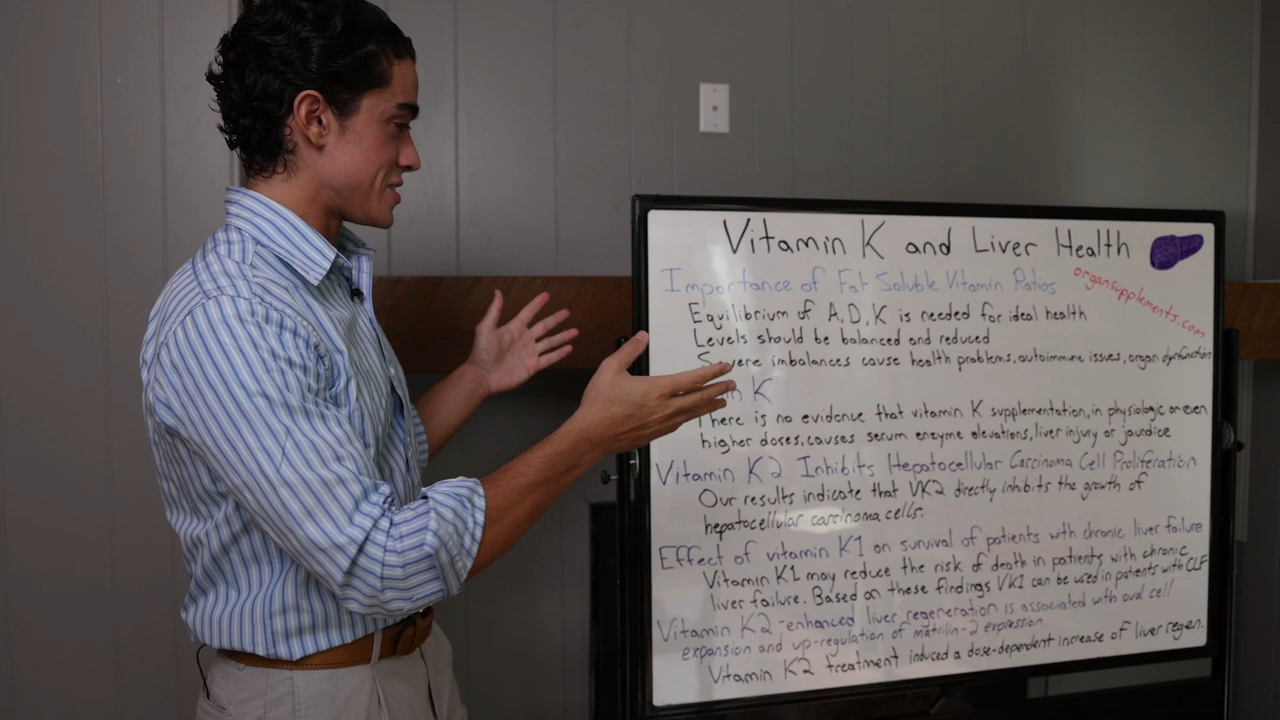 Vitamin K and Liver Health
Importance of Fat Soluble Vitamin Ratios
organsupplements.com
Equilibrium of A, D, K is needed for ideal health
Levels should be balanced and reduced
Severe imbalances cause health problems, autoimmune issues, organ dysfunction
K
There is no evidence that vitamin K supplementation, in physiologic or even
higher doses, causes serum enzyme elevations, liver injury or jaundice
Vitamin K2 Inhibits Hepatocellular Carcinoma Cell Proliferation
Our results indicate that VK2 directly inhibits the growth of
hepatocellular carcinoma cells.
Effect of vitamin K1 on survival of patients with chronic liver failure
Vitamin K1 may reduce the risk of death in patients with chronic
liver failure. Based on these findings VK1 can be used in patients with CLF
Vitamin K2-enhanced liver regeneration is associated with oval cell
expansion and up-regulation of matrilin-2 expression
Vitamin K2 treatment induced a dose-dependent increase of liver regen.